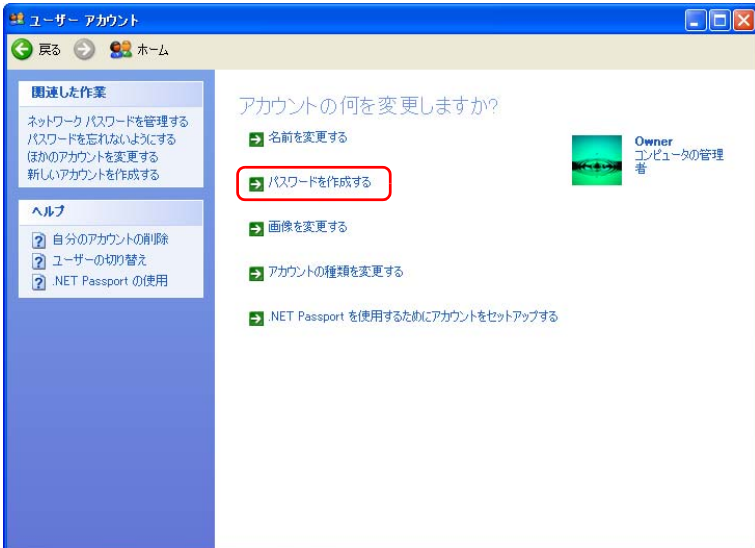 ユーザー アカウント
戻る
ホーム
関連した作業
ネットワーク パスワードを管理する
パスワードを忘れないようにする
ほかのアカウントを変更する
新しいアカウントを作成する
ヘルプ
自分のアカウントの削除
ユーザーの切り替え
.NET Passport の使用
アカウントの何を変更しますか?
名前を変更する
パスワードを作成する
画像を変更する
アカウントの種類を変更する
.NET Passport を使用するためにアカウントをセットアップする
Owner
コンピュータの管理
者